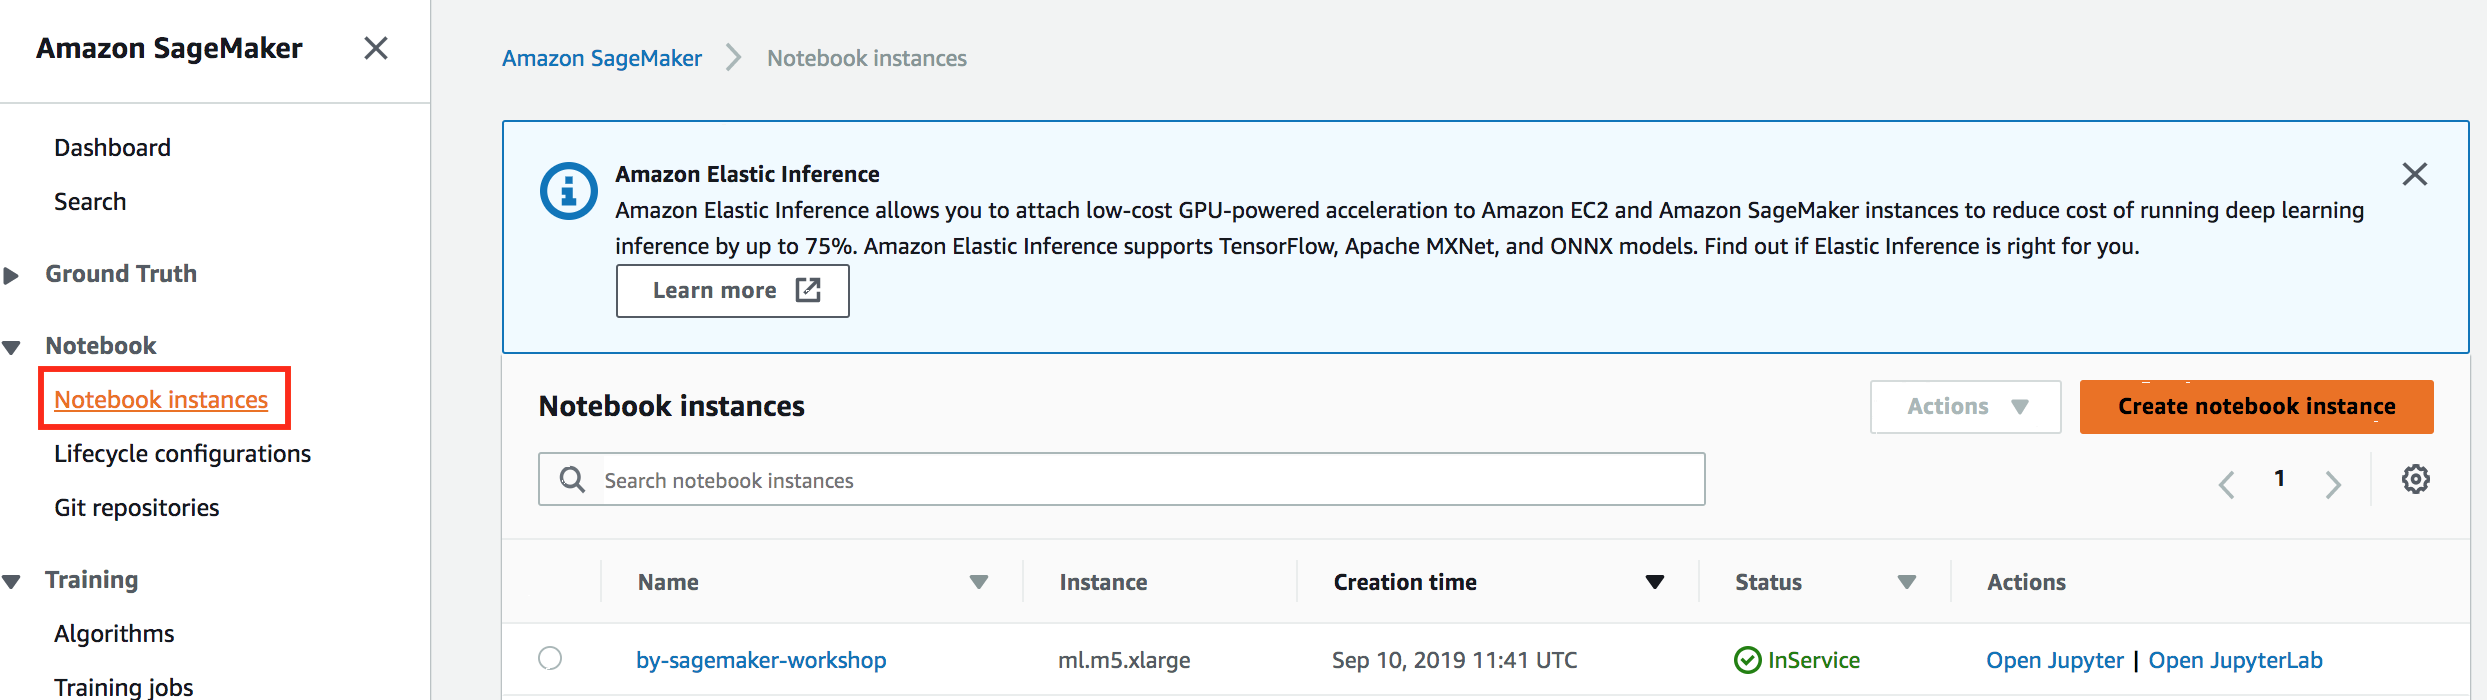 Amazon SageMaker
Dashboard
Search
Ground Truth
Notebook
Notebook instances
Lifecycle configurations
Git repositories
Training
Algorithms
Training jobs
Amazon SageMaker > Notebook instances
Amazon Elastic Inference
Amazon Elastic Inference allows you to attach low-cost GPU-powered acceleration to Amazon EC2 and Amazon SageMaker instances to reduce cost of running deep learning
inference by up to 75%. Amazon Elastic Inference supports TensorFlow, Apache MXNet, and ONNX models. Find out if Elastic Inference is right for you.
Learn more
Notebook instances Actions Create notebook instance
Search notebook instances 1
Name Instance Creation time Status Actions
by-sagemaker-workshop ml.m5.xlarge Sep 10, 2019 11:41 UTC InService Open Jupyter | Open JupyterLab